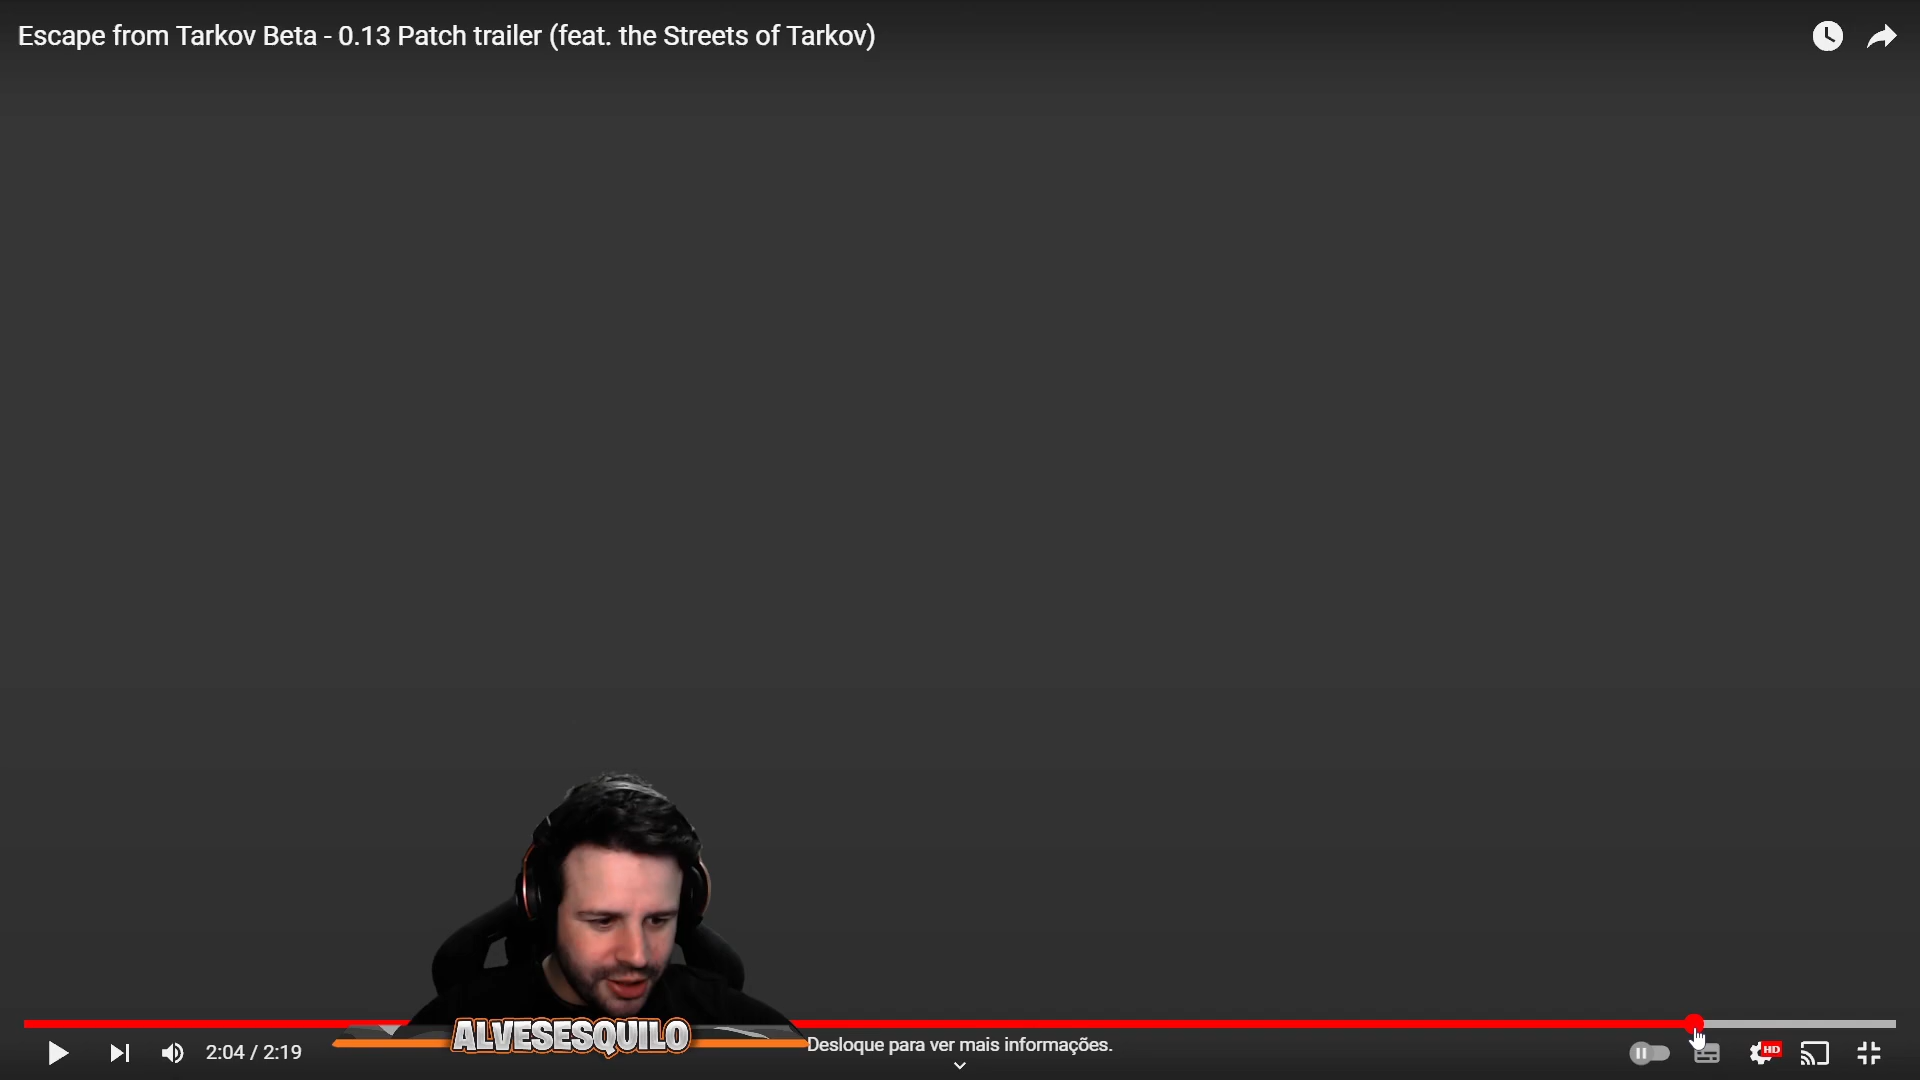 Escape from Tarkov Beta - 0.13 Patch trailer (feat. the Streets of Tarkov)
ALVESESQUILO
2:04 / 2:19
Desloque para ver mais informações.
HD